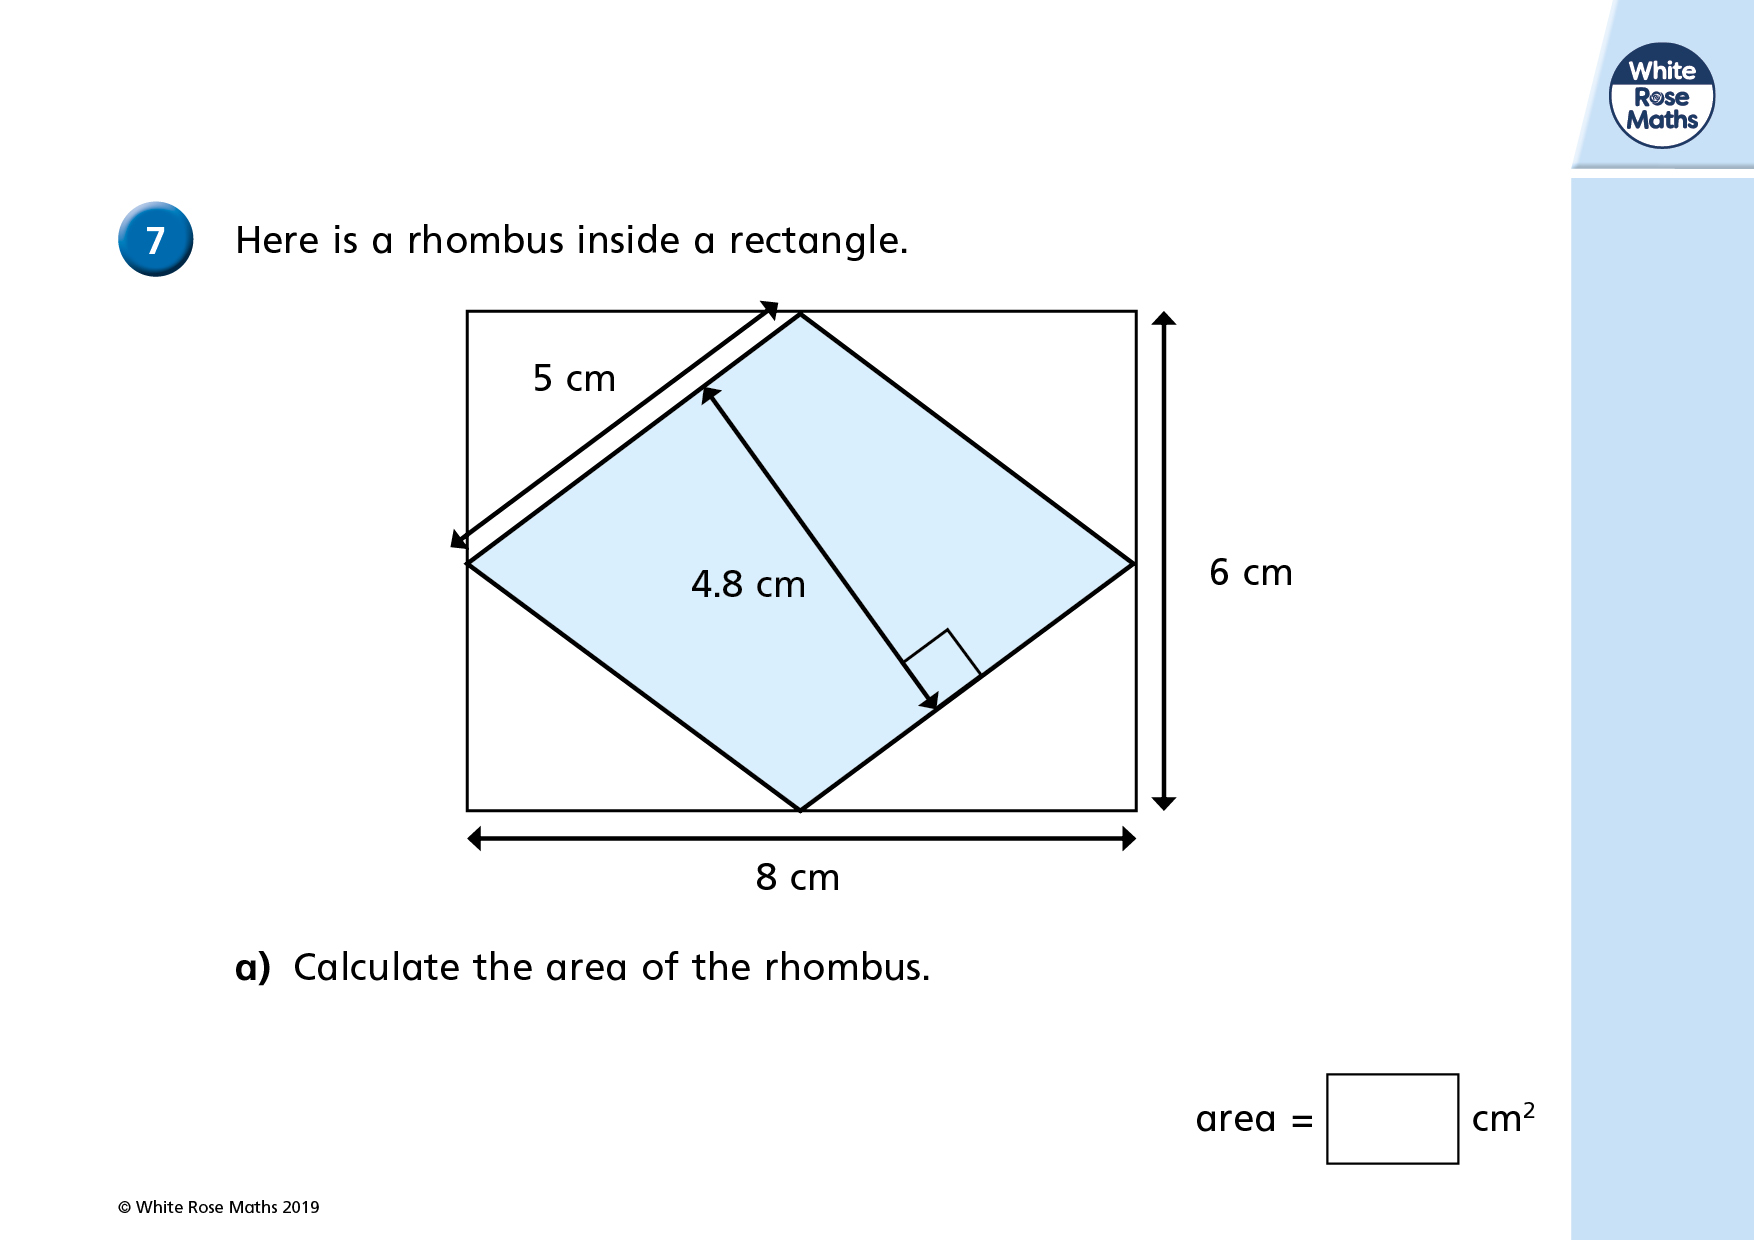 White
Rose
Maths
7 Here is a rhombus inside a rectangle.
5 cm
4.8 cm
6 cm
8 cm
a) Calculate the area of the rhombus.
area = cm²
© White Rose Maths 2019